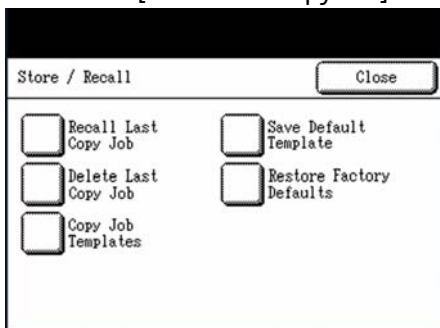 Store / Recall
Close
Recall Last
Copy Job
Save Default
Template
Delete Last
Copy Job
Restore Factory
Defaults
Copy Job
Templates